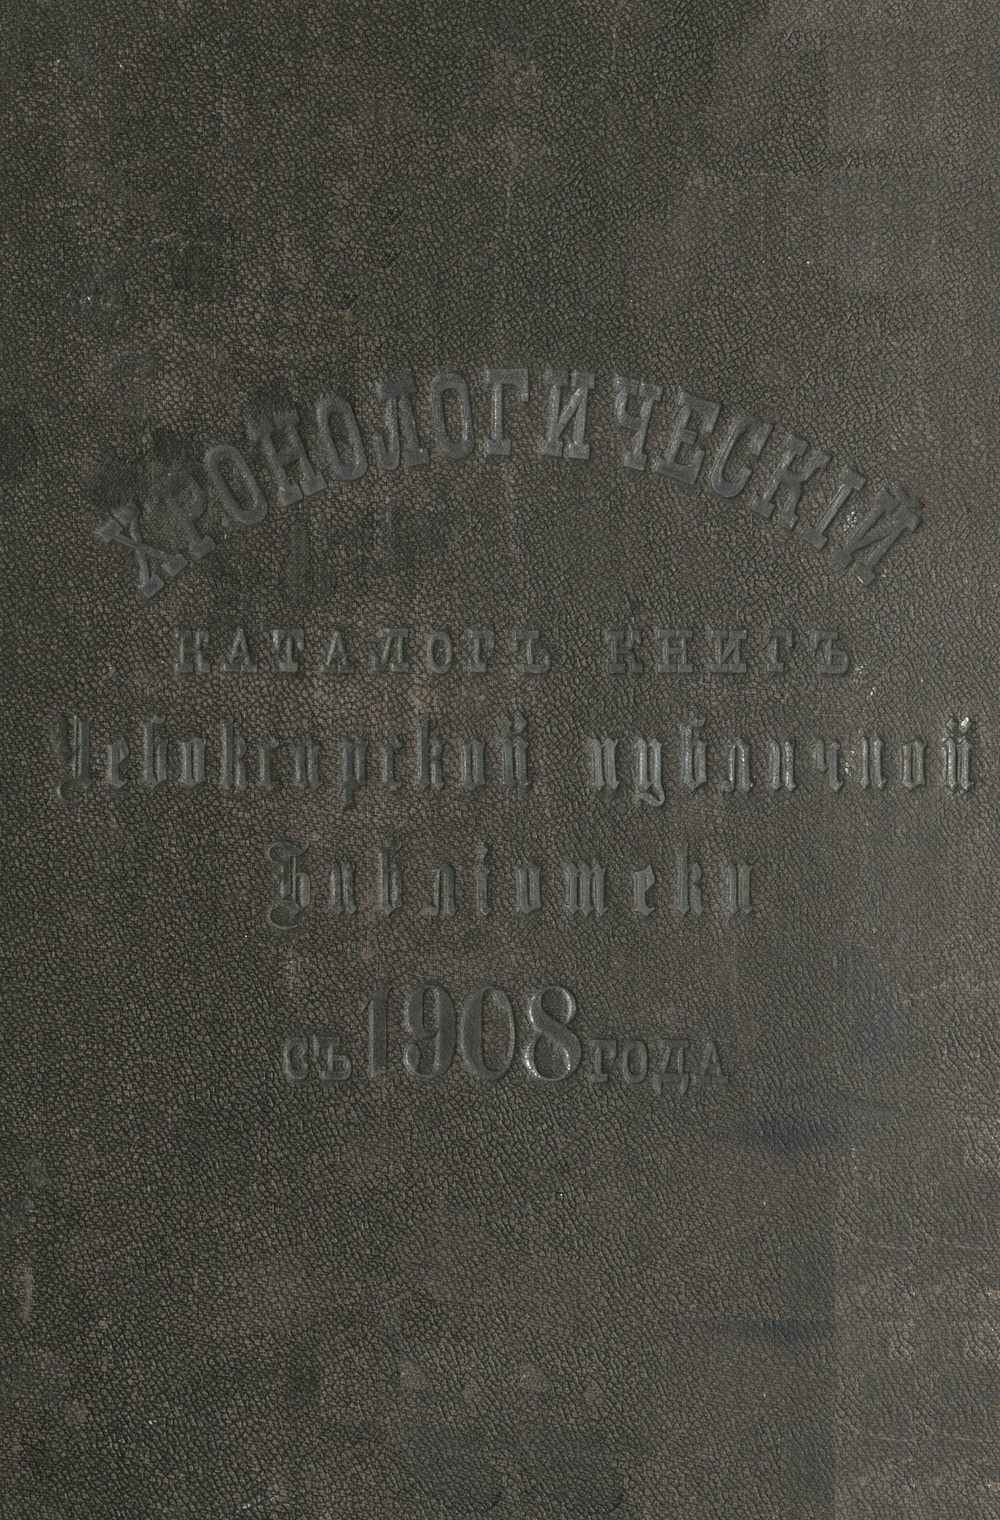 ХРОНОЛОГИЧЕСКІЙ
КАТАЛОГЪ КНИГЪ
Чебоксарской публичной
Библіотеки
СЪ 1908 ГОДА